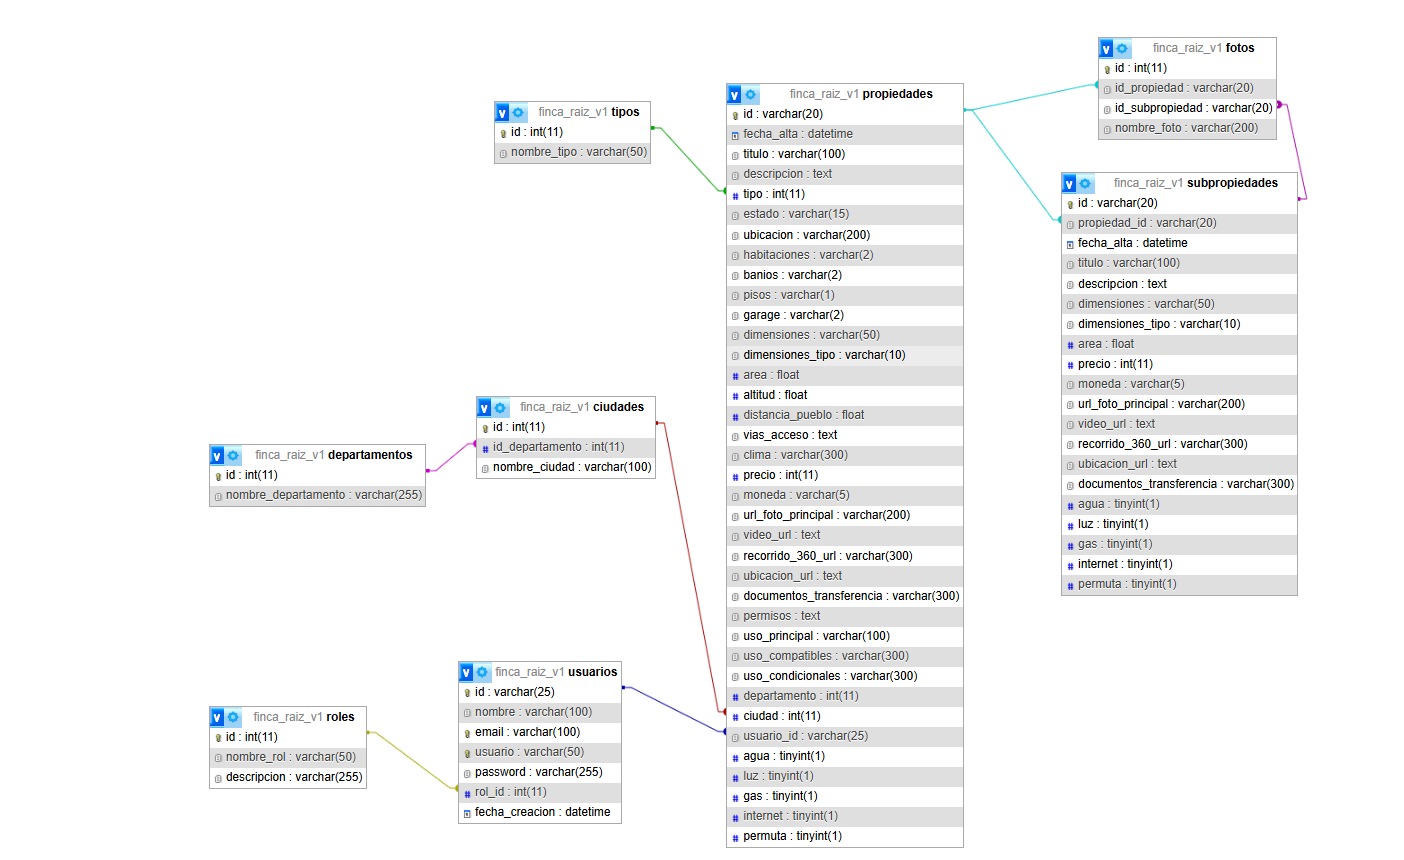 finca_raiz_v1 fotos
id : int(11)
id_propiedad : varchar(20)
id_subpropiedad : varchar(20)
nombre_foto : varchar(200)
finca_raiz_v1 propiedades
id : varchar(20)
fecha_alta : datetime
titulo : varchar(100)
descripcion : text
tipo : int(11)
estado : varchar(15)
ubicacion : varchar(200)
habitaciones : varchar(2)
banios : varchar(2)
pisos : varchar(1)
garage : varchar(2)
dimensiones : varchar(50)
dimensiones_tipo : varchar(10)
area : float
altitud : float
distancia_pueblo : float
vias_acceso : text
clima : varchar(300)
precio : int(11)
moneda : varchar(5)
url_foto_principal : varchar(200)
video_url : text
recorrido_360_url : varchar(300)
ubicacion_url : text
documentos_transferencia : varchar(300)
permisos : text
uso_principal : varchar(100)
uso_compatibles : varchar(300)
uso_condicionales : varchar(300)
departamento : int(11)
ciudad : int(11)
usuario_id : varchar(25)
agua : tinyint(1)
luz : tinyint(1)
gas : tinyint(1)
internet : tinyint(1)
permuta : tinyint(1)
finca_raiz_v1 tipos
id : int(11)
nombre_tipo : varchar(50)
finca_raiz_v1 subpropiedades
id : varchar(20)
propiedad_id : varchar(20)
fecha_alta : datetime
titulo : varchar(100)
descripcion : text
dimensiones : varchar(50)
dimensiones_tipo : varchar(10)
area : float
precio : int(11)
moneda : varchar(5)
url_foto_principal : varchar(200)
video_url : text
recorrido_360_url : varchar(300)
ubicacion_url : text
documentos_transferencia : varchar(300)
agua : tinyint(1)
luz : tinyint(1)
gas : tinyint(1)
internet : tinyint(1)
permuta : tinyint(1)
finca_raiz_v1 ciudades
id : int(11)
id_departamento : int(11)
nombre_ciudad : varchar(100)
finca_raiz_v1 departamentos
id : int(11)
nombre_departamento : varchar(255)
finca_raiz_v1 usuarios
id : varchar(25)
nombre : varchar(100)
email : varchar(100)
usuario : varchar(50)
password : varchar(255)
rol_id : int(11)
fecha_creacion : datetime
finca_raiz_v1 roles
id : int(11)
nombre_rol : varchar(50)
descripcion : varchar(255)